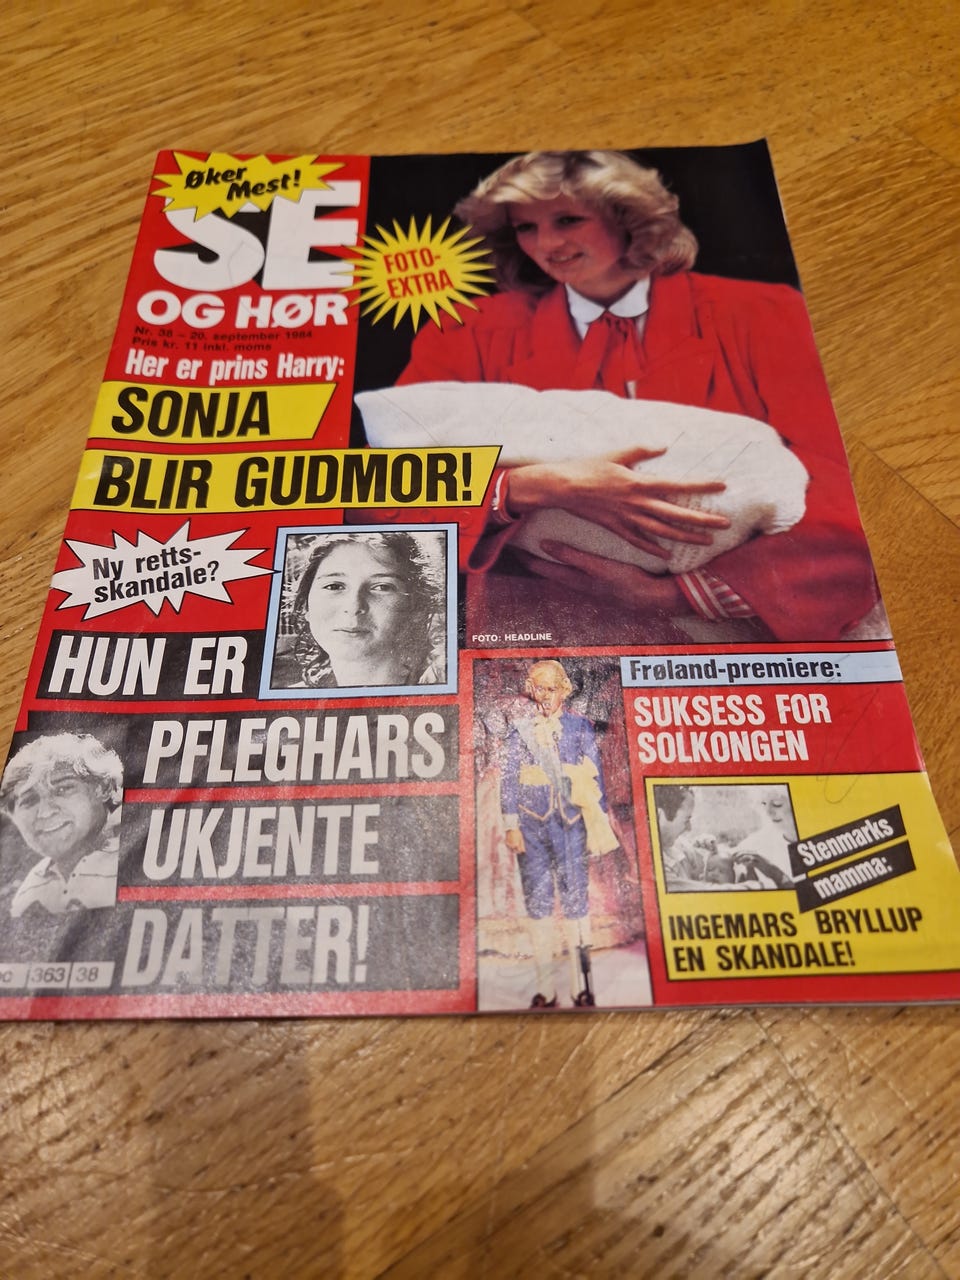 Øker
Mest!
SE
OG HØR
Nr. 38 – 20. september 1984
Pris kr. 11 inkl. moms
FOTO-
EXTRA
Her er prins Harry:
SONJA
BLIR GUDMOR!
FOTO: HEADLINE
Ny retts-
skandale?
HUN ER
PFLEGHARS
UKJENTE
DATTER!
363 38
Frøland-premiere:
SUKSESS FOR
SOLKONGEN
Stenmarks
mamma:
INGEMARS BRYLLUP
EN SKANDALE!